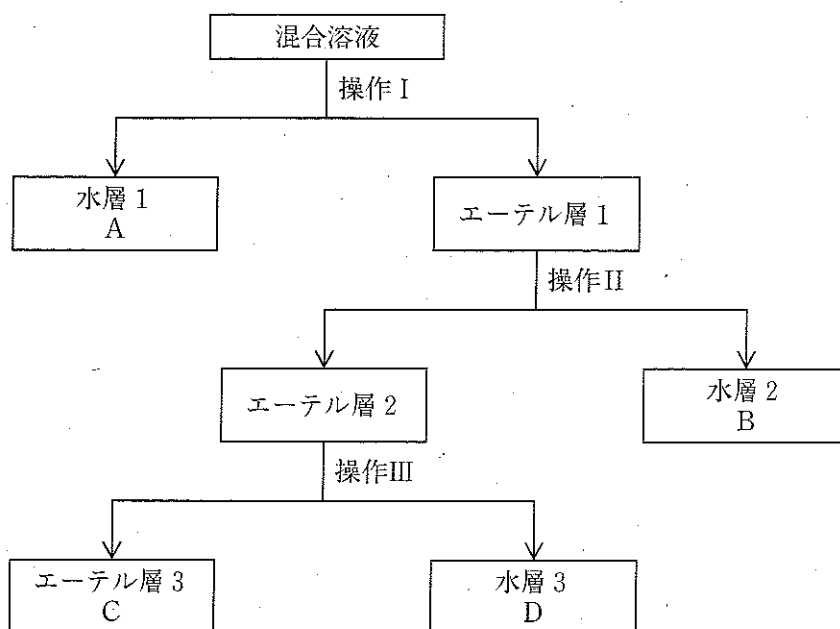 混合溶液
操作Ⅰ
水層1
A
エーテル層1
操作Ⅱ
エーテル層2
水層2
B
操作Ⅲ
エーテル層3
C
水層3
D